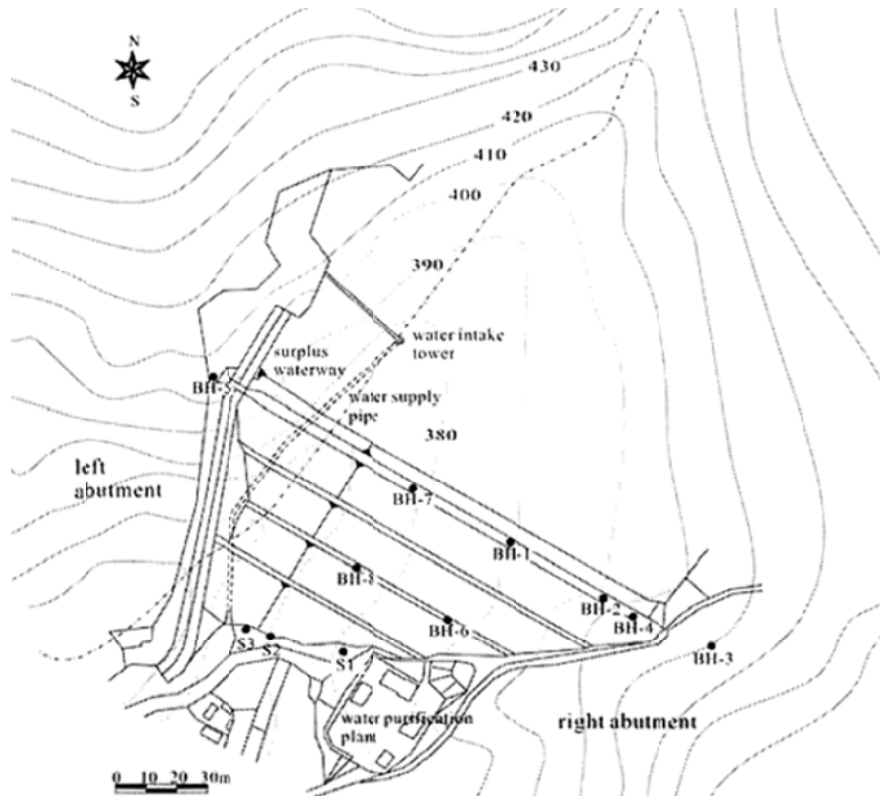 N
S
430
420
410
400
390
water intake
tower
surplus
waterway
BH-5
water supply
pipe
380
left
abutment
BH-7
BH-1
BH-8
BH-2
BH-4
BH-6
S3
S2
S1
BH-3
water purification
plant
right abutment
0 10 20 30m